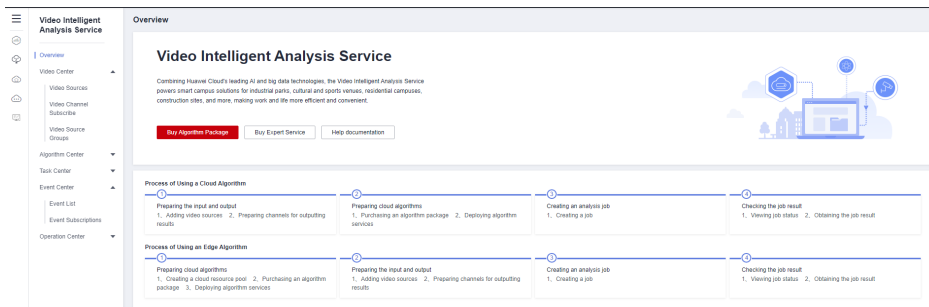 Video Intelligent
Analysis Service
Overview
Video Center
Video Sources
Video Channel
Subscribe
Video Source
Groups
Algorithm Center
Task Center
Event Center
Event List
Event Subscriptions
Operation Center
Overview
Video Intelligent Analysis Service
Combining Huawei Cloud's leading AI and big data technologies, the Video Intelligent Analysis Service
powers smart campus solutions for industrial parks, cultural and sports venues, residential campuses,
construction sites, and more, making work and life more efficient and convenient.
Buy Algorithm Package
Buy Expert Service
Help documentation
Process of Using a Cloud Algorithm
1
Preparing the input and output
1、Adding video sources 2、Preparing channels for outputting
results
2
Preparing cloud algorithms
1、Purchasing an algorithm package 2、Deploying algorithm
services
3
Creating an analysis job
1、Creating a job
4
Checking the job result
1、Viewing job status 2、Obtaining the job result
Process of Using an Edge Algorithm
1
Preparing cloud algorithms
1、Creating a cloud resource pool 2、Purchasing an algorithm
package 3、Deploying algorithm services
2
Preparing the input and output
1、Adding video sources 2、Preparing channels for outputting
results
3
Creating an analysis job
1、Creating a job
4
Checking the job result
1、Viewing job status 2、Obtaining the job result